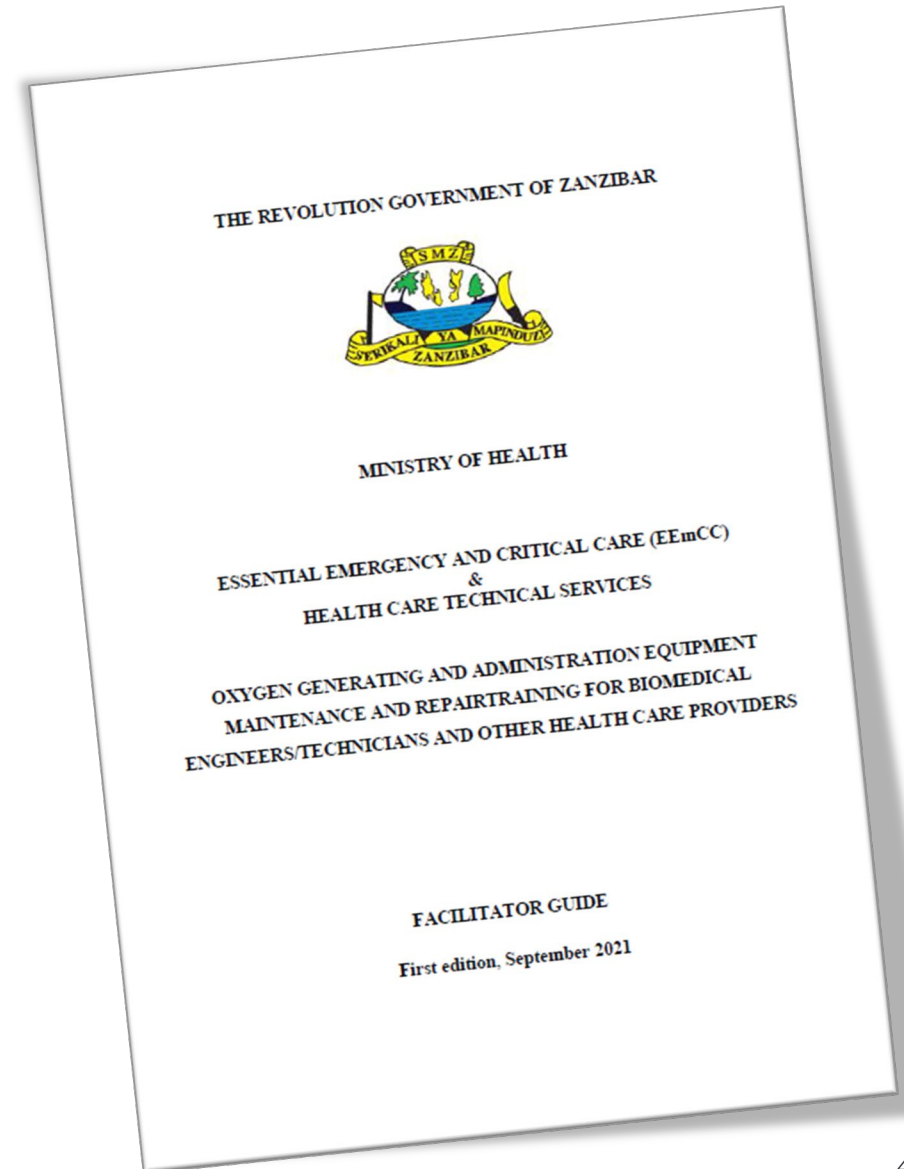 THE REVOLUTION GOVERNMENT OF ZANZIBAR
S M Z
SERIKALI YA MAPINDUZI
ZANZIBAR
MINISTRY OF HEALTH
ESSENTIAL EMERGENCY AND CRITICAL CARE (EEmCC)
&
HEALTH CARE TECHNICAL SERVICES
OXYGEN GENERATING AND ADMINISTRATION EQUIPMENT
MAINTENANCE AND REPAIRTRAINING FOR BIOMEDICAL
ENGINEERS/TECHNICIANS AND OTHER HEALTH CARE PROVIDERS
FACILITATOR GUIDE
First edition, September 2021